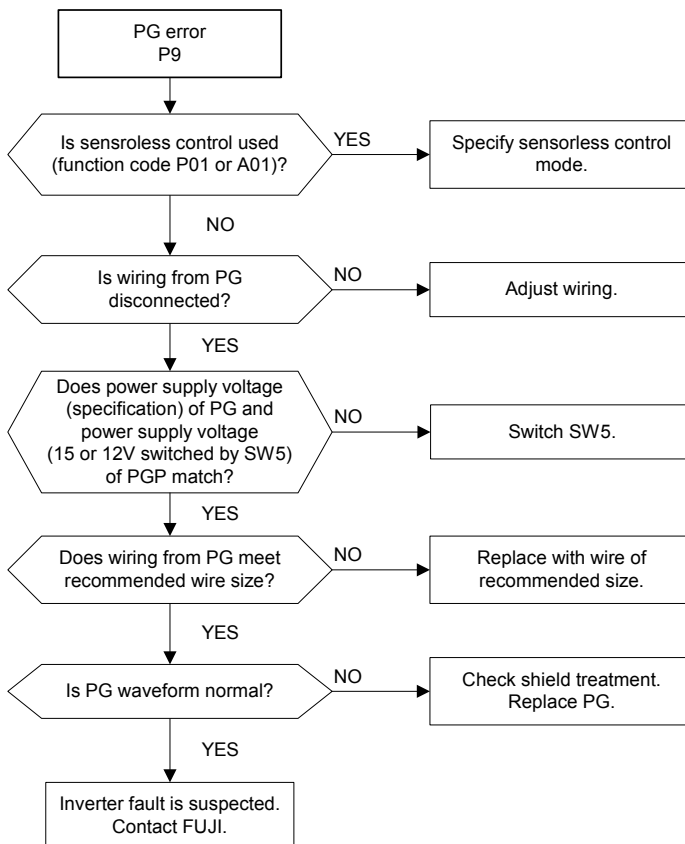 PG error
P9
Is sensroless control used
(function code P01 or A01)?
YES
Specify sensorless control
mode.
NO
Is wiring from PG
disconnected?
NO
Adjust wiring.
YES
Does power supply voltage
(specification) of PG and
power supply voltage
(15 or 12V switched by SW5)
of PGP match?
NO
Switch SW5.
YES
Does wiring from PG meet
recommended wire size?
NO
Replace with wire of
recommended size.
YES
Is PG waveform normal?
NO
Check shield treatment.
Replace PG.
YES
Inverter fault is suspected.
Contact FUJI.